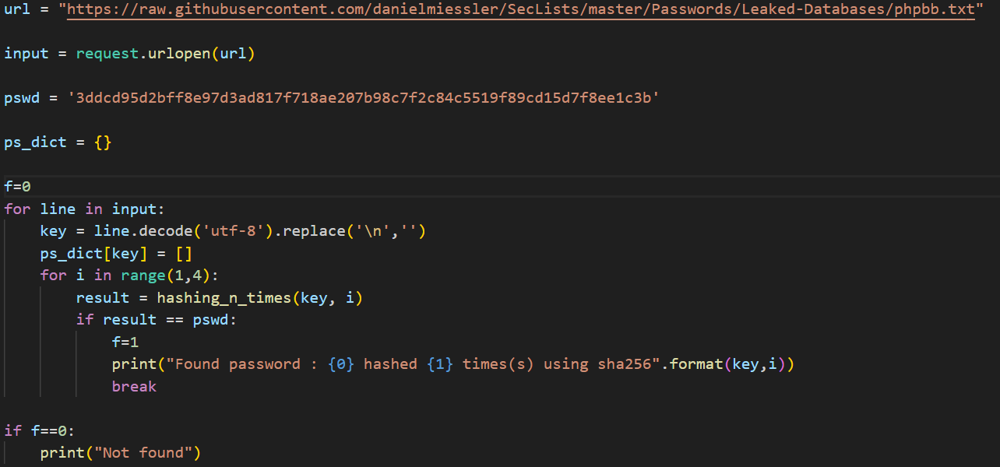 url = "https://raw.githubusercontent.com/danielmiessler/SecLists/master/Passwords/Leaked-Databases/phpbb.txt"
input = request.urlopen(url)
pswd = '3ddcd95d2bff8e97d3ad817f718ae207b98c7f2c84c5519f89cd15d7f8ee1c3b'
ps_dict = {}
f=0
for line in input:
    key = line.decode('utf-8').replace('\n','')
    ps_dict[key] = []
    for i in range(1,4):
        result = hashing_n_times(key, i)
        if result == pswd:
            f=1
            print("Found password : {0} hashed {1} times(s) using sha256".format(key,i))
            break
if f==0:
    print("Not found")